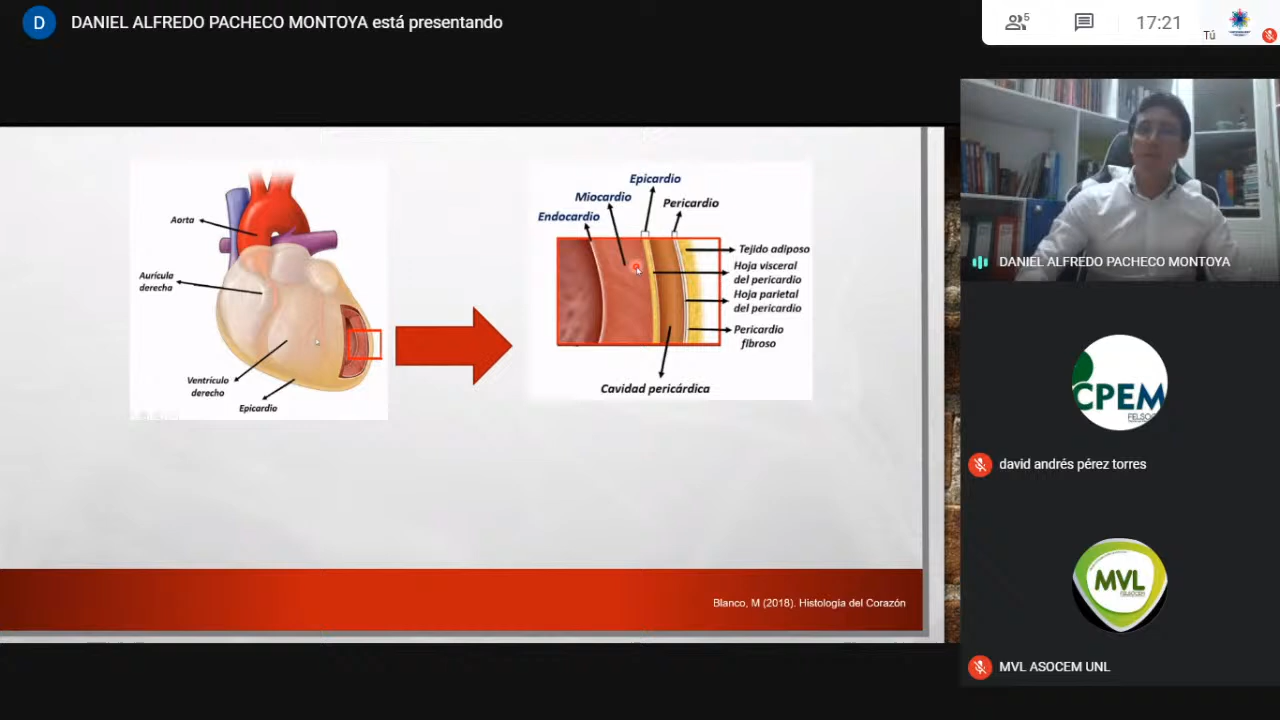 D
DANIEL ALFREDO PACHECO MONTOYA está presentando
5
17:21
Tú
Aorta
Aurícula
derecha
Ventrículo
derecho
Epicardio
Epicardio
Miocardio
Pericardio
Endocardio
Tejido adiposo
Hoja visceral
del pericardio
Hoja parietal
del pericardio
Pericardio
fibroso
Cavidad pericárdica
Blanco, M (2018). Histología del Corazón
DANIEL ALFREDO PACHECO MONTOYA
CPEM
david andrés pérez torres
MVL
MVL ASOCEM UNL